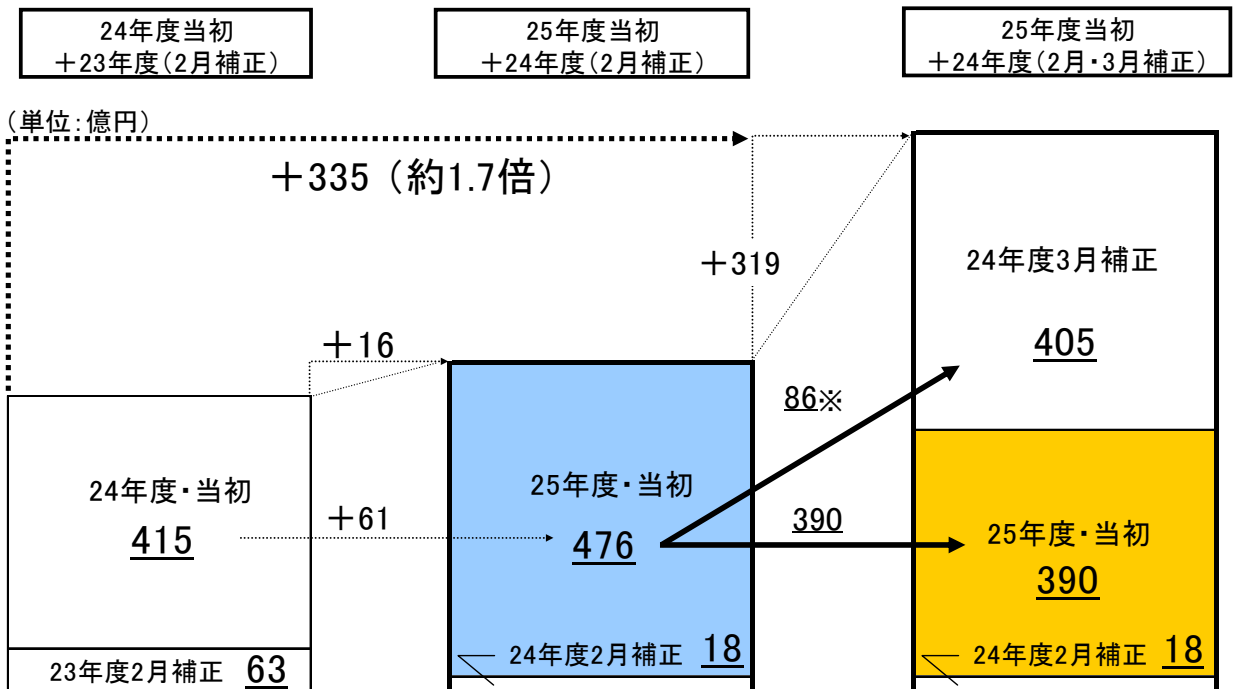 24年度当初
＋23年度(2月補正)
25年度当初
＋24年度(2月補正)
25年度当初
＋24年度(2月・3月補正)
(単位:億円)
＋335 (約1.7倍)
＋319
24年度3月補正
405
＋16
86※
24年度・当初
415
＋61
25年度・当初
476
390
25年度・当初
390
23年度2月補正 63
24年度2月補正 18
24年度2月補正 18